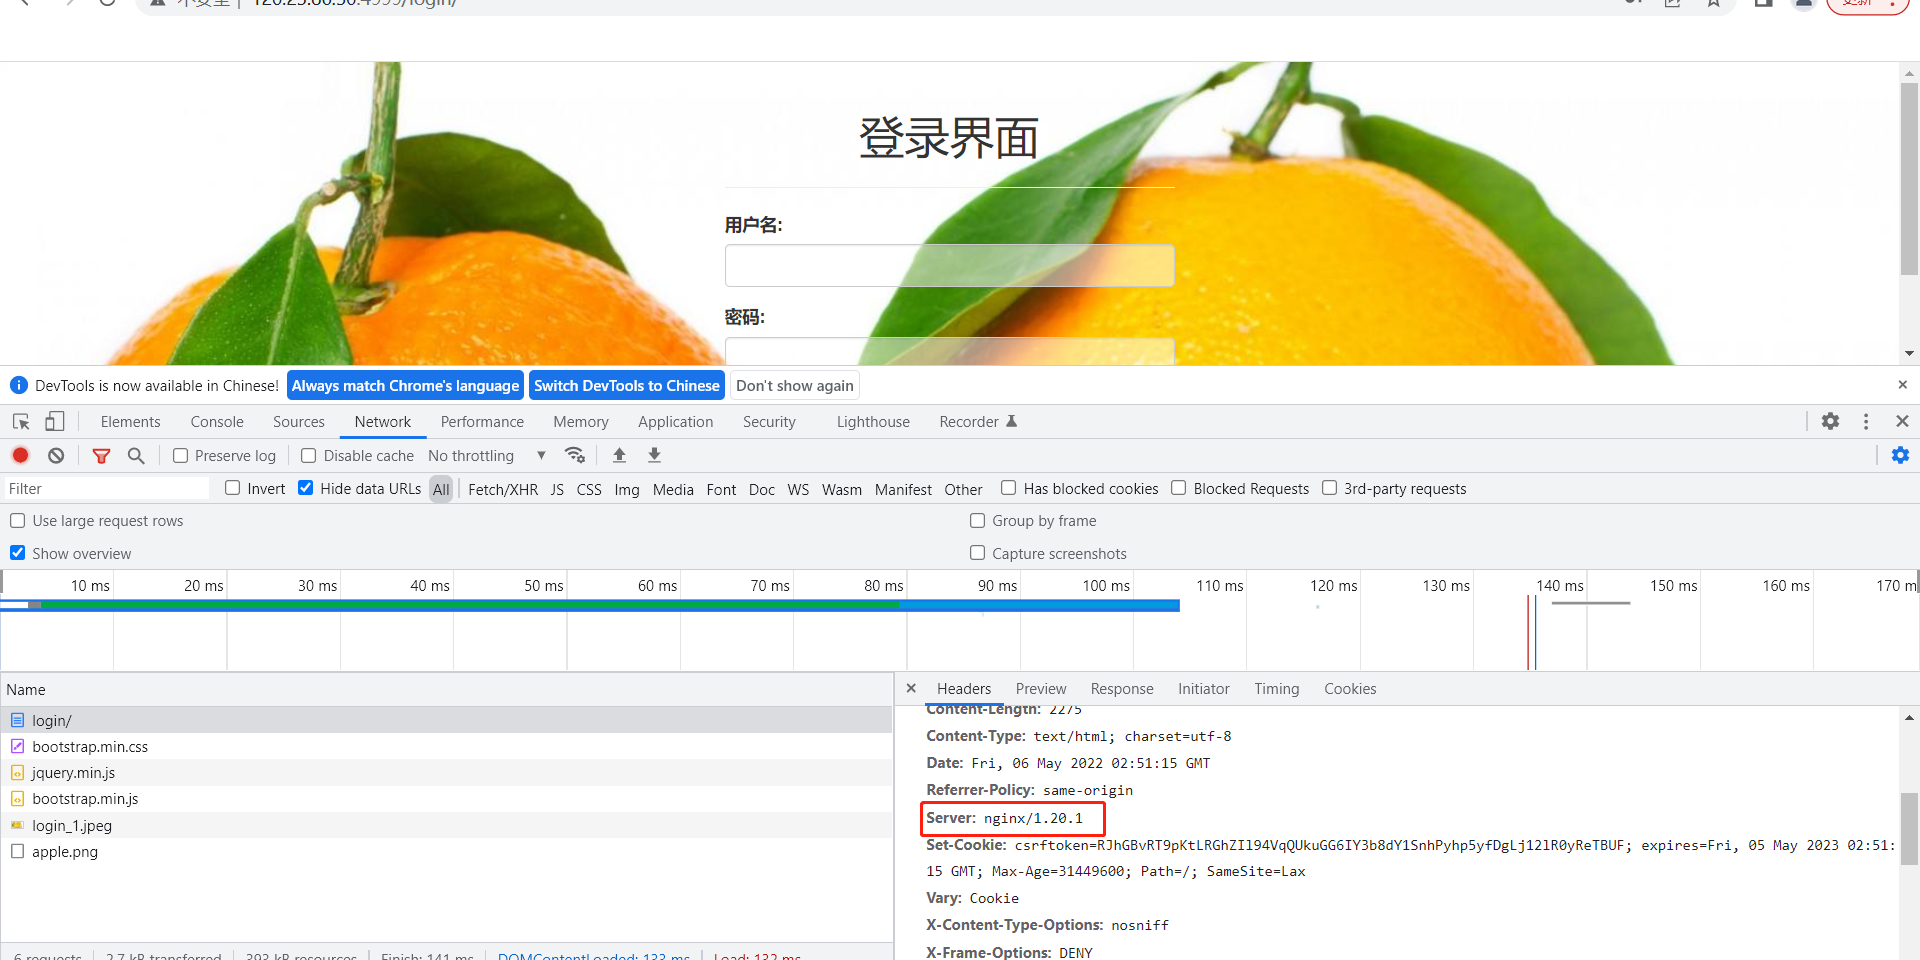 不安全
登录界面
用户名:
密码:
DevTools is now available in Chinese! Always match Chrome's language Switch DevTools to Chinese Don't show again
Elements Console Sources Network Performance Memory Application Security Lighthouse Recorder
Preserve log Disable cache No throttling
Filter Invert Hide data URLs All Fetch/XHR JS CSS Img Media Font Doc WS Wasm Manifest Other Has blocked cookies Blocked Requests 3rd-party requests
Use large request rows Group by frame
Show overview Capture screenshots
10 ms 20 ms 30 ms 40 ms 50 ms 60 ms 70 ms 80 ms 90 ms 100 ms 110 ms 120 ms 130 ms 140 ms 150 ms 160 ms 170 m
Name
login/
bootstrap.min.css
jquery.min.js
bootstrap.min.js
login_1.jpeg
apple.png
Headers Preview Response Initiator Timing Cookies
Content-Length: 2275
Content-Type: text/html; charset=utf-8
Date: Fri, 06 May 2022 02:51:15 GMT
Referrer-Policy: same-origin
Server: nginx/1.20.1
Set-Cookie: csrftoken=RJhGBvRT9pKtLRGhZIl94VqQUkuGG6IY3b8dY1SnhPyhp5yfDgLj12lR0yReTBUF; expires=Fri, 05 May 2023 02:51:
15 GMT; Max-Age=31449600; Path=/; SameSite=Lax
Vary: Cookie
X-Content-Type-Options: nosniff
X-Frame-Options: DENY
6 requests 2.7 kB transferred 393 kB resources Finish: 141 ms DOMContentLoaded: 133 ms Load: 132 ms